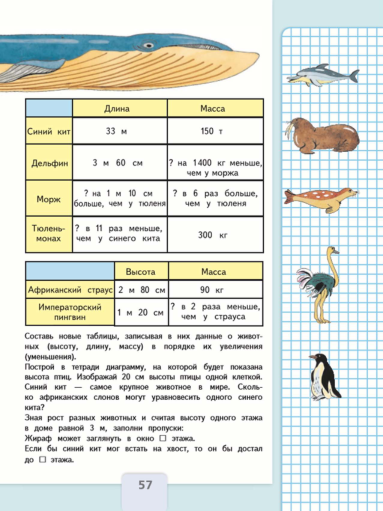 Длина Масса
Синий кит 33 м 150 т
Дельфин 3 м 60 см ? на 1400 кг меньше,
чем у моржа
Морж ? на 1 м 10 см
больше, чем у тюленя ? в 6 раз больше,
чем у тюленя
Тюлень-
монах ? в 11 раз меньше,
чем у синего кита 300 кг
Высота Масса
Африканский страус 2 м 80 см 90 кг
Императорский
пингвин 1 м 20 см ? в 2 раза меньше,
чем у страуса
Составь новые таблицы, записывая в них данные о живот-
ных (высоту, длину, массу) в порядке их увеличения
(уменьшения).
Построй в тетради диаграмму, на которой будет показана
высота птиц. Изображай 20 см высоты птицы одной клеткой.
Синий кит — самое крупное животное в мире. Сколь-
ко африканских слонов могут уравновесить одного синего
кита?
Зная рост разных животных и считая высоту одного этажа
в доме равной 3 м, заполни пропуски:
Жираф может заглянуть в окно □ этажа.
Если бы синий кит мог встать на хвост, то он бы достал
до □ этажа.
57